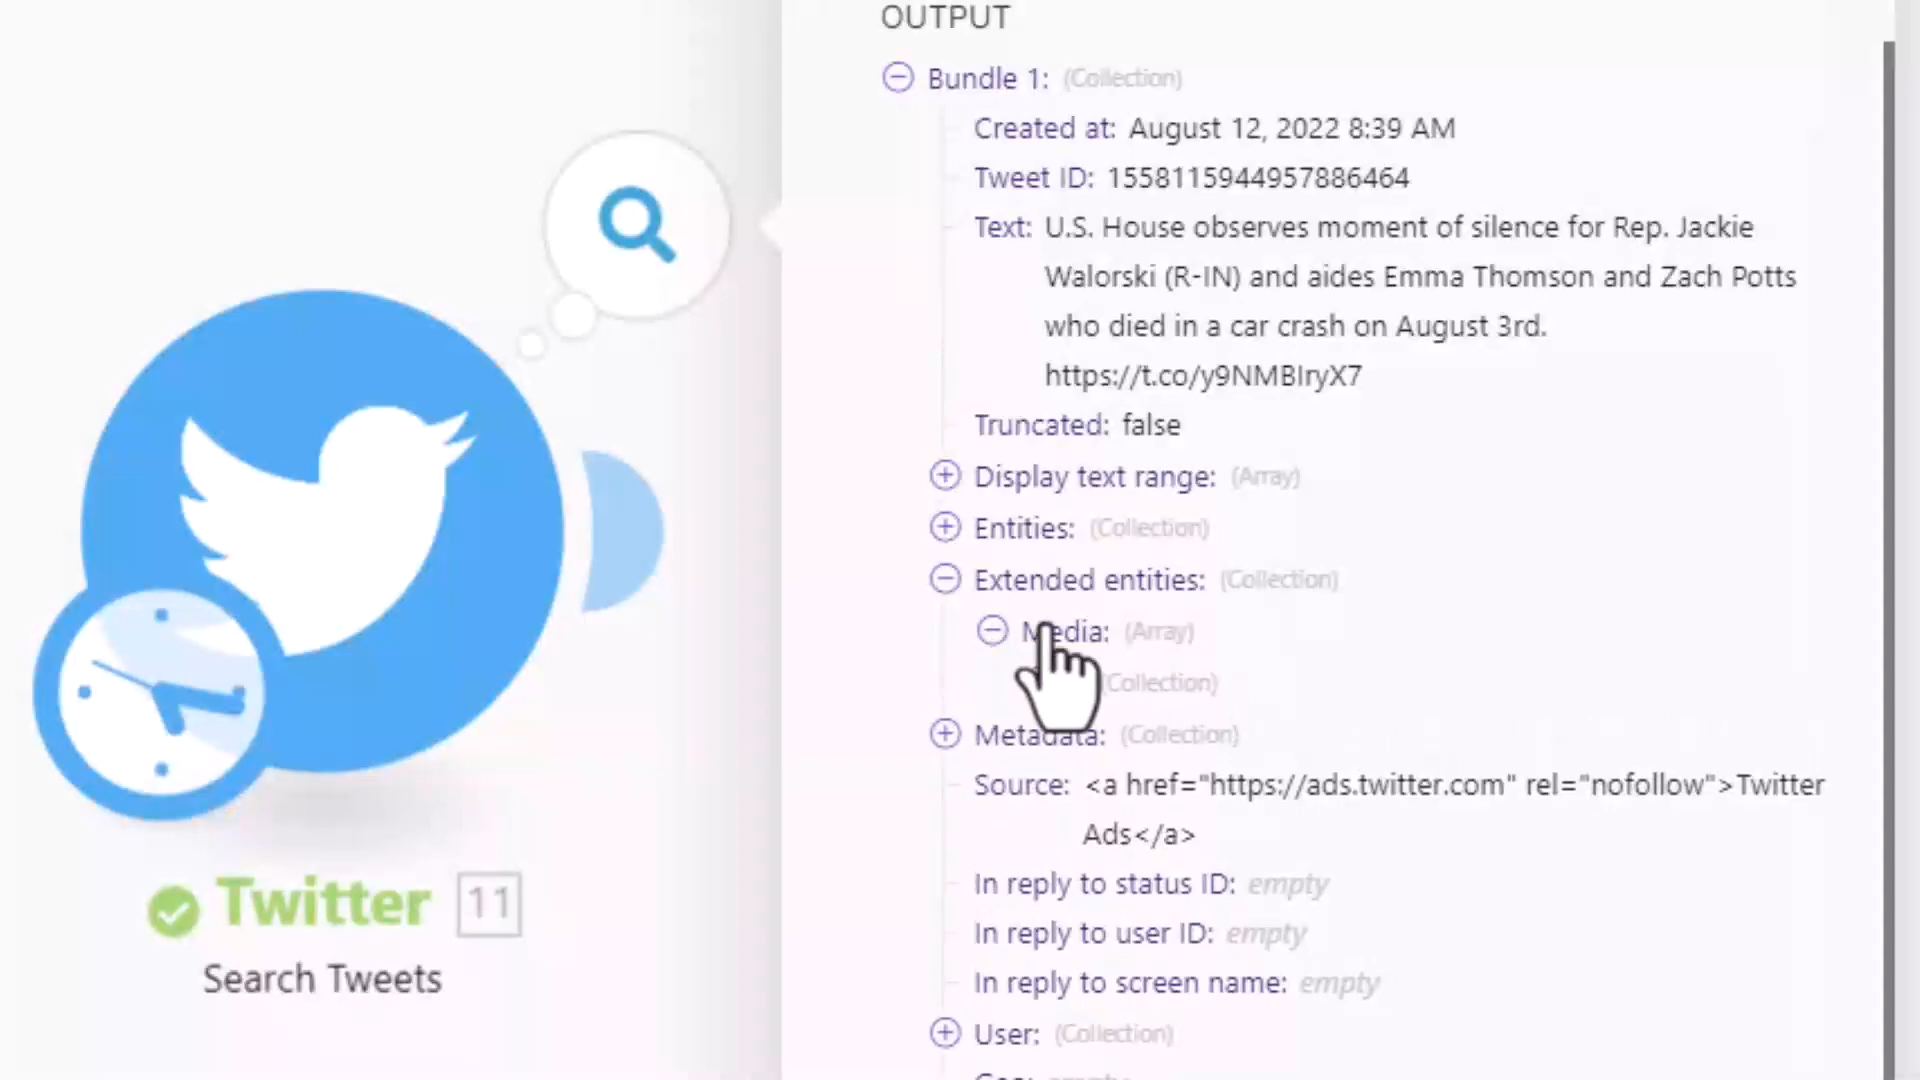 OUTPUT
Bundle 1: (Collection)
Created at: August 12, 2022 8:39 AM
Tweet ID: 1558115944957886464
Text: U.S. House observes moment of silence for Rep. Jackie
Walorski (R-IN) and aides Emma Thomson and Zach Potts
who died in a car crash on August 3rd.
https://t.co/y9NMBIryX7
Truncated: false
Display text range: (Array)
Entities: (Collection)
Extended entities: (Collection)
Media: (Array)
(Collection)
Metadata: (Collection)
Source: <a href="https://ads.twitter.com" rel="nofollow">Twitter
Ads</a>
In reply to status ID: empty
In reply to user ID: empty
In reply to screen name: empty
User: (Collection)
Twitter 11
Search Tweets